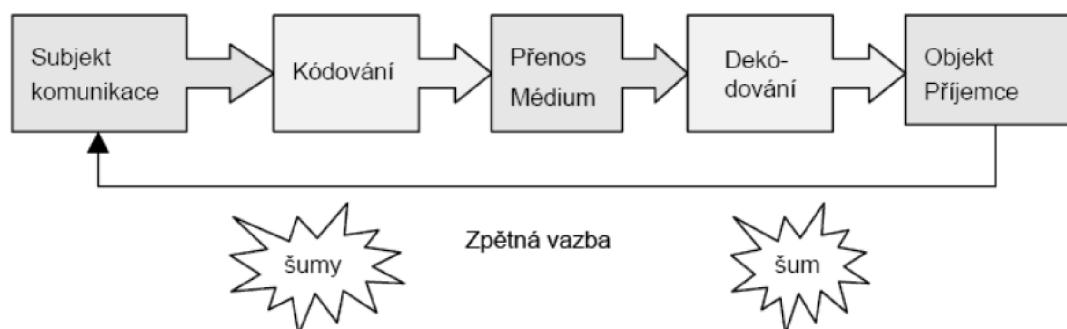 Subjekt
komunikace
Kódování
Přenos
Médium
Dekó-
dování
Objekt
Příjemce
Zpětná vazba
šumy
šum